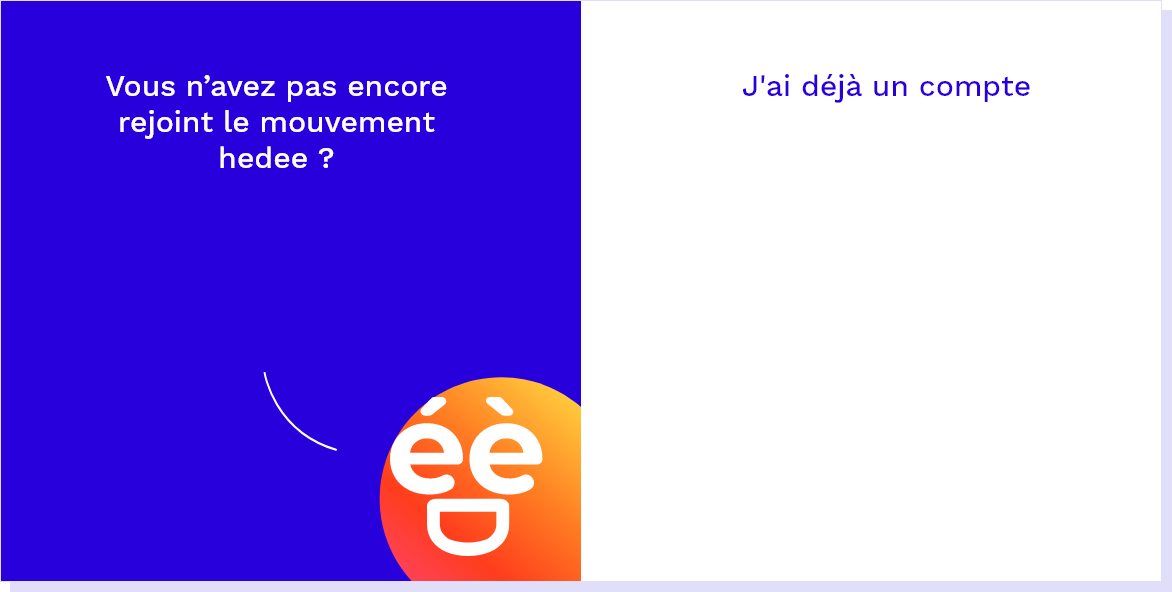 Vous n’avez pas encore
rejoint le mouvement
hedee ?
J'ai déjà un compte
éè
D